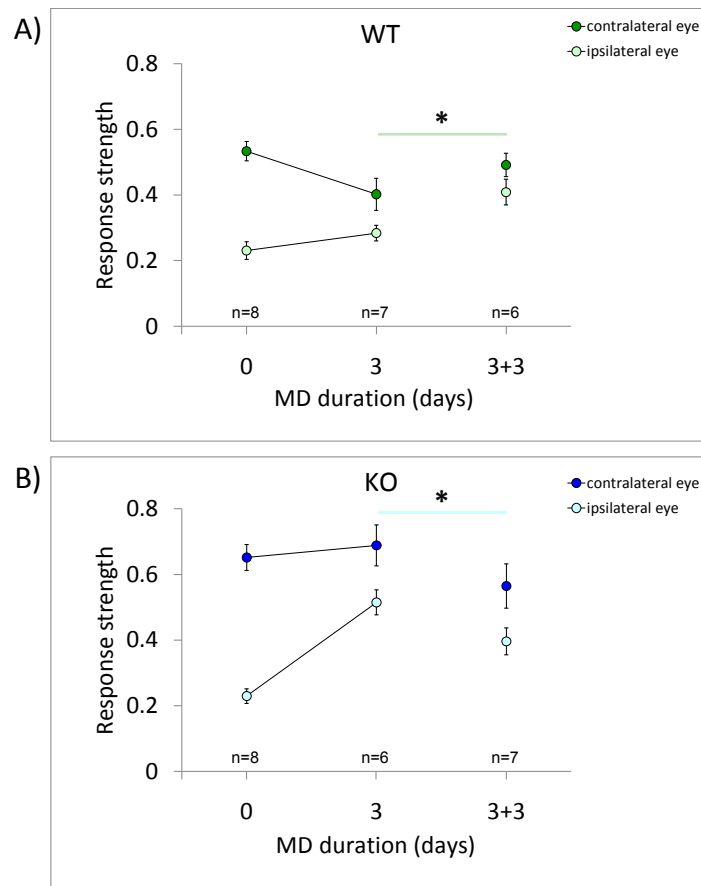 A)
WT
contralateral eye
ipsilateral eye
Response strength
0.8
0.6
0.4
0.2
0
*
n=8
n=7
n=6
0
3
3+3
MD duration (days)
B)
KO
contralateral eye
ipsilateral eye
Response strength
0.8
0.6
0.4
0.2
0
*
n=8
n=6
n=7
0
3
3+3
MD duration (days)